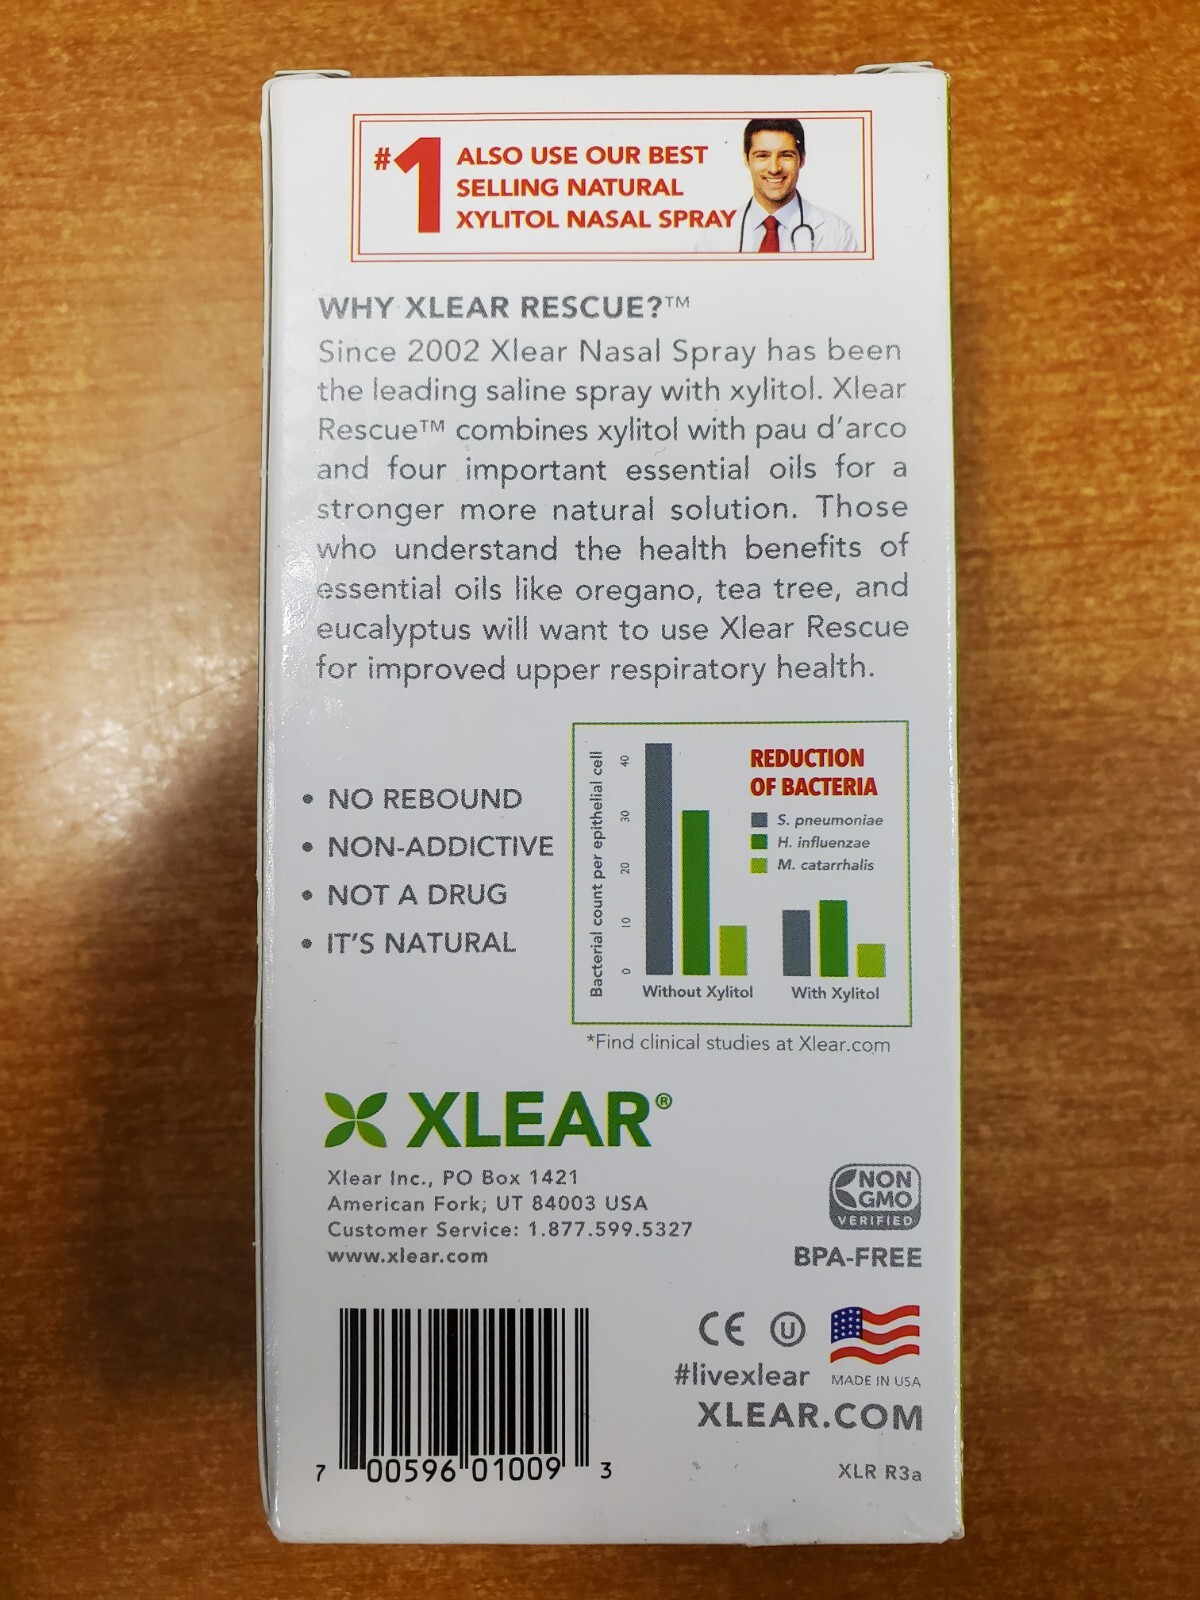 #1 ALSO USE OUR BEST
SELLING NATURAL
XYLITOL NASAL SPRAY
WHY XLEAR RESCUE?™
Since 2002 Xlear Nasal Spray has been
the leading saline spray with xylitol. Xlear
Rescue™ combines xylitol with pau d'arco
and four important essential oils for a
stronger more natural solution. Those
who understand the health benefits of
essential oils like oregano, tea tree, and
eucalyptus will want to use Xlear Rescue
for improved upper respiratory health.
• NO REBOUND
• NON-ADDICTIVE
• NOT A DRUG
• IT'S NATURAL
Bacterial count per epithelial cell
40
30
20
10
0
REDUCTION
OF BACTERIA
S. pneumoniae
H. influenzae
M. catarrhalis
Without Xylitol
With Xylitol
*Find clinical studies at Xlear.com
XLEAR®
Xlear Inc., PO Box 1421
American Fork, UT 84003 USA
Customer Service: 1.877.599.5327
www.xlear.com
NON
GMO
VERIFIED
BPA-FREE
CE U
#livexlear MADE IN USA
XLEAR.COM
7 00596 01009 3
XLR R3a